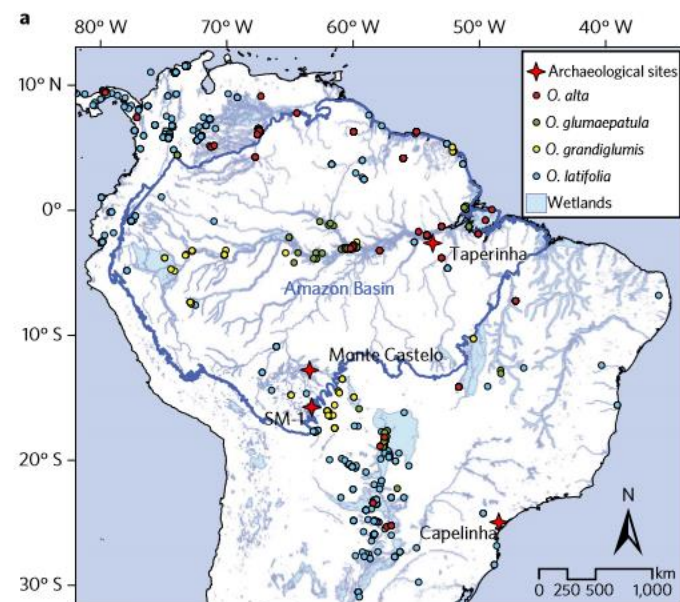 a
80° W 70° W 60° W 50° W 40° W
10° N
0°
10° S
20° S
30° S
Archaeological sites
O. alta
O. glumaepatula
O. grandiglumis
O. latifolia
Wetlands
Taperinha
Amazon Basin
Monte Castelo
SM-1
Capelinha
N
km
0 250 500 1,000